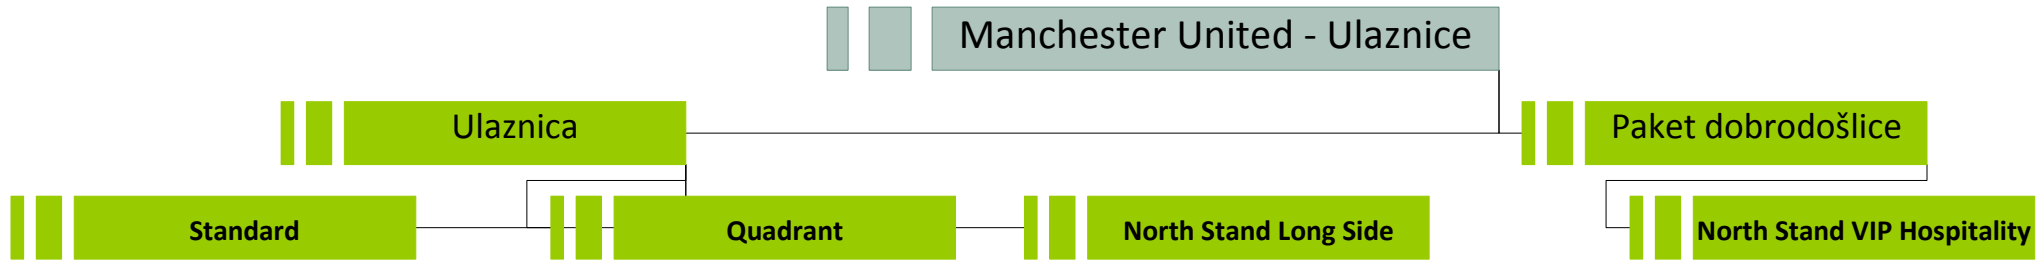 Manchester United - Ulaznice
Ulaznica
Paket dobrodošlice
Standard
Quadrant
North Stand Long Side
North Stand VIP Hospitality